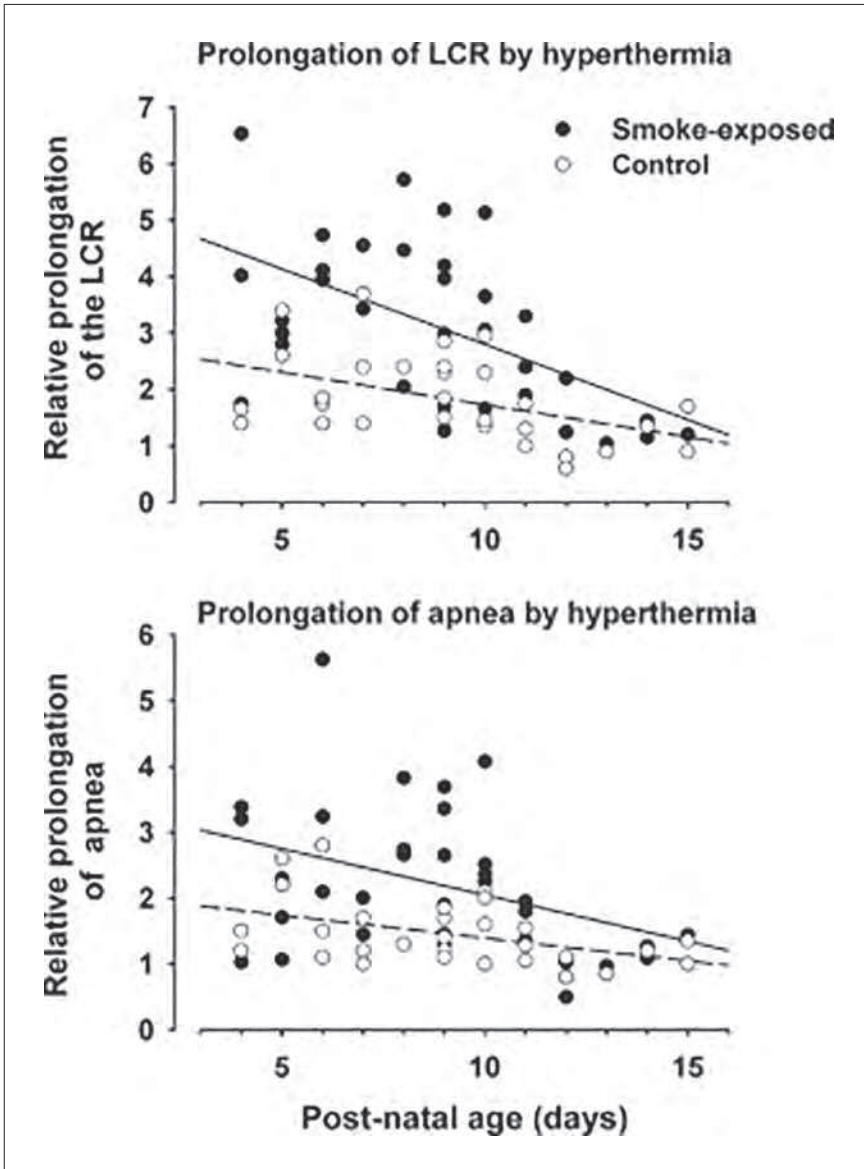 Prolongation of LCR by hyperthermia
Relative prolongation
of the LCR
7
6
5
4
3
2
1
0
Smoke-exposed
Control
5 10 15
Prolongation of apnea by hyperthermia
Relative prolongation
of apnea
6
5
4
3
2
1
0
5 10 15
Post-natal age (days)